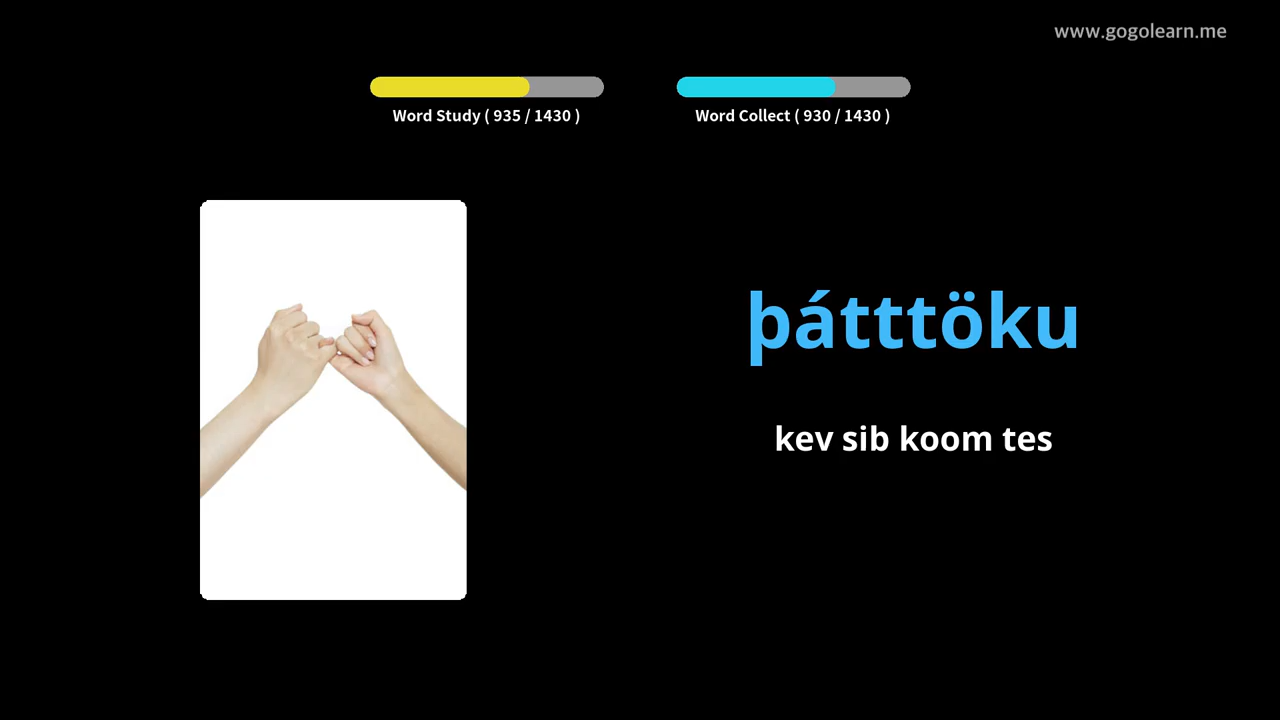 www.gogolearn.me
Word Study ( 935 / 1430 )
Word Collect ( 930 / 1430 )
þátttöku
kev sib koom tes